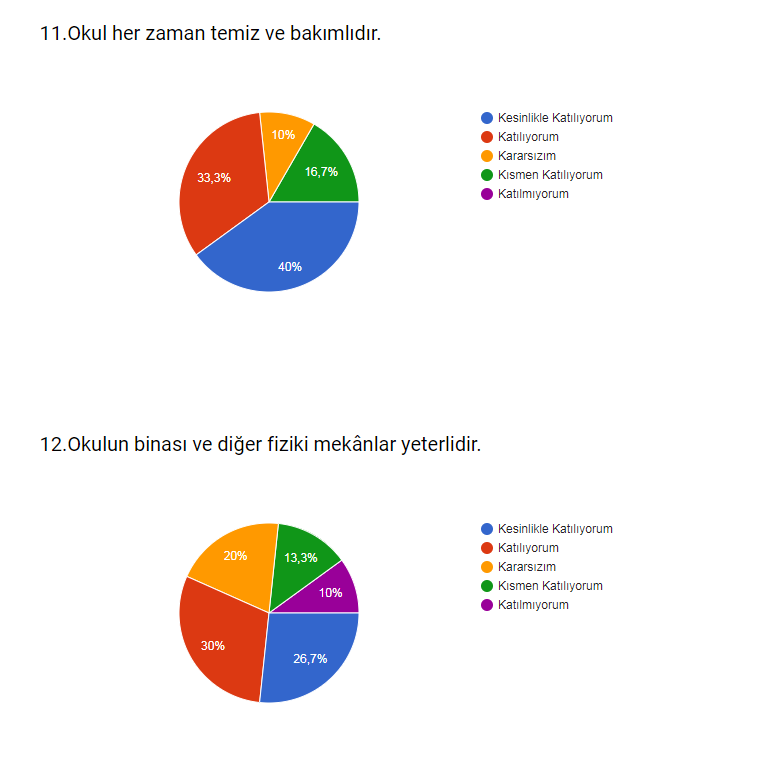 11.Okul her zaman temiz ve bakımlıdır.
10%
16,7%
33,3%
40%
Kesinlikle Katılıyorum
Katılıyorum
Kararsızım
Kısmen Katılıyorum
Katılmıyorum
12.Okulun binası ve diğer fiziki mekânlar yeterlidir.
20%
13,3%
10%
30%
26,7%
Kesinlikle Katılıyorum
Katılıyorum
Kararsızım
Kısmen Katılıyorum
Katılmıyorum